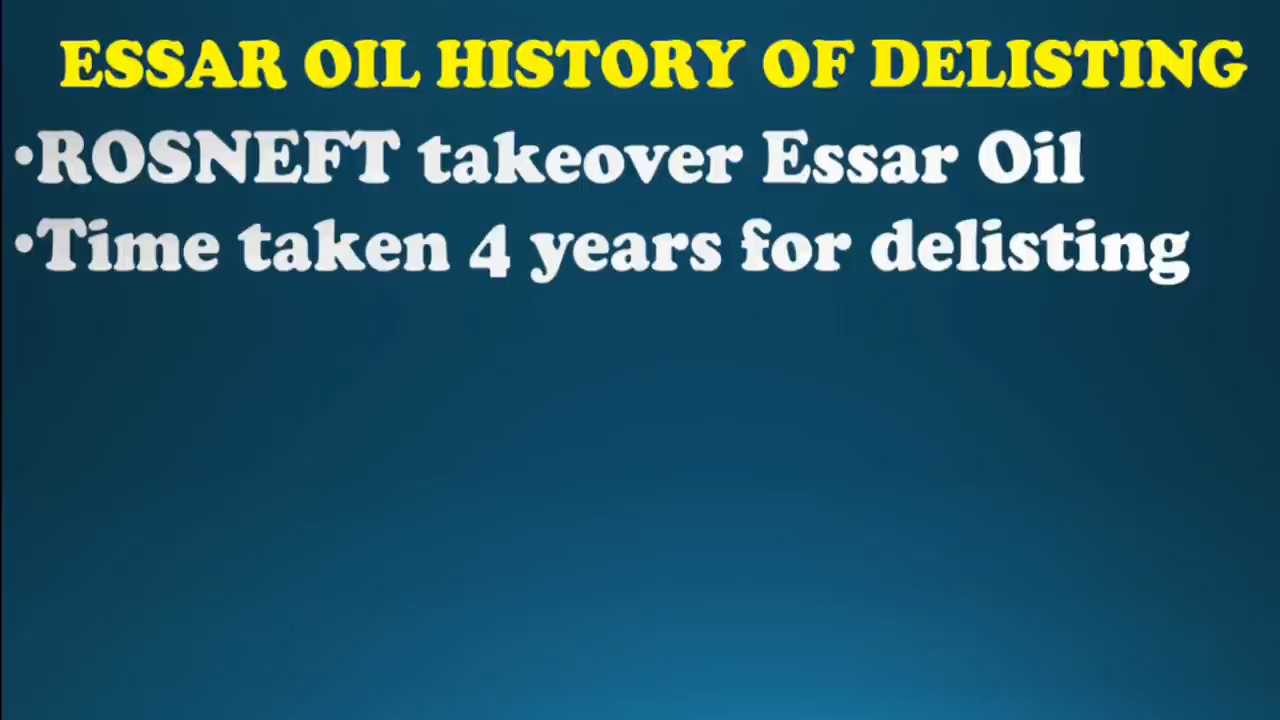 ESSAR OIL HISTORY OF DELISTING
•ROSNEFT takeover Essar Oil
•Time taken 4 years for delisting